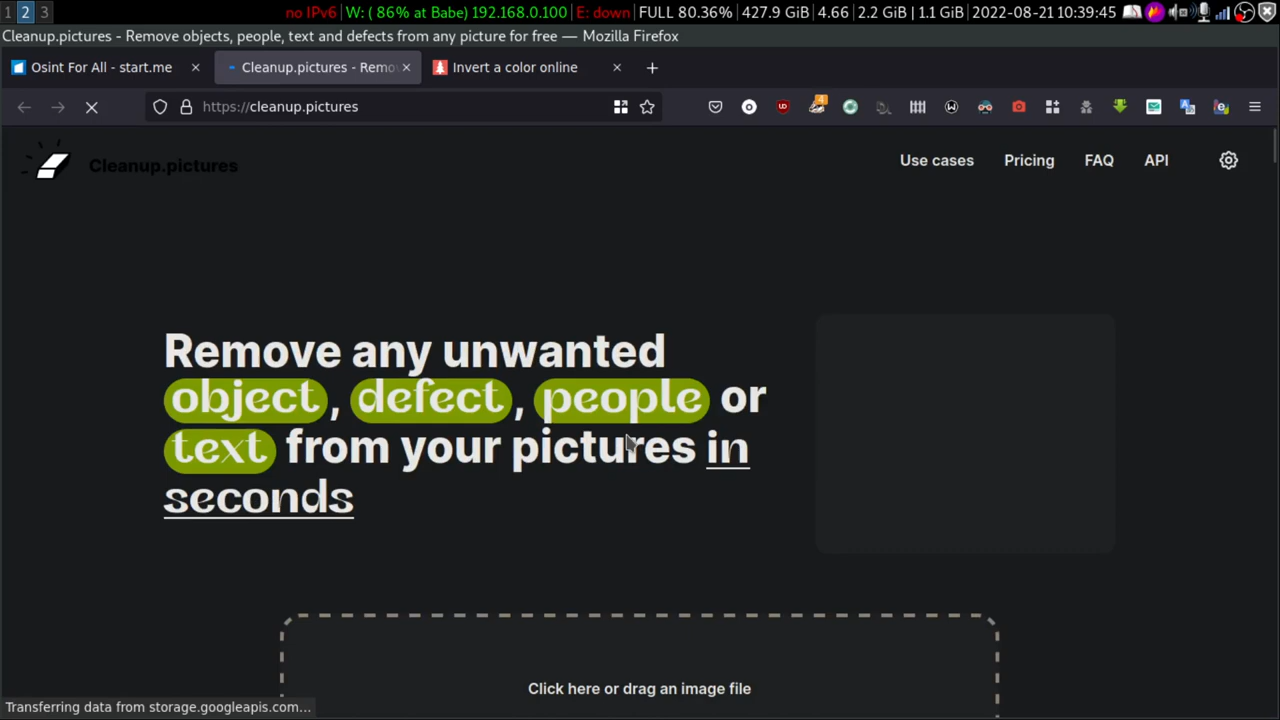 1 2 3 no IPv6 | W: ( 86% at Babe) 192.168.0.100 | E: down | FULL 80.36% | 427.9 GiB | 4.66 | 2.2 GiB | 1.1 GiB | 2022-08-21 10:39:45
Cleanup.pictures - Remove objects, people, text and defects from any picture for free — Mozilla Firefox
Osint For All - start.me
Cleanup.pictures - Remo
Invert a color online
https://cleanup.pictures
4
Cleanup.pictures
Use cases
Pricing
FAQ
API
Remove any unwanted
object, defect, people or
text from your pictures in
seconds
Click here or drag an image file
Transferring data from storage.googleapis.com...